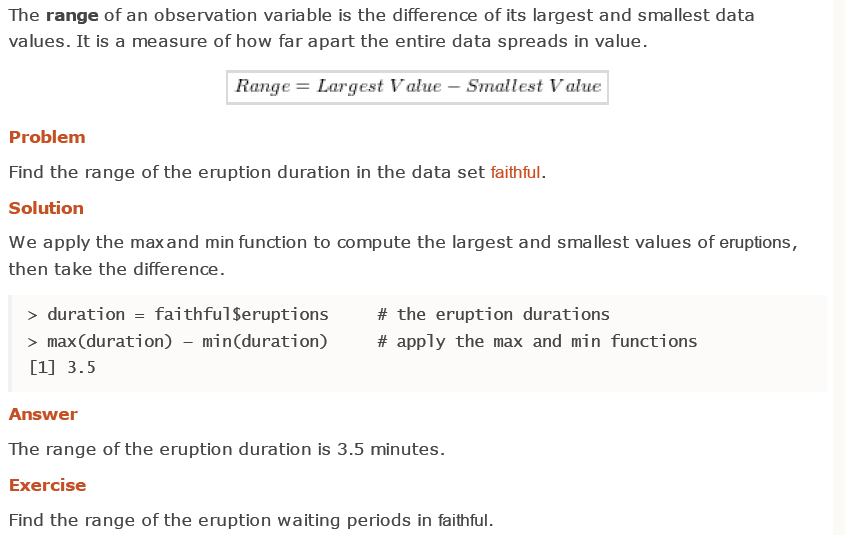 The range of an observation variable is the difference of its largest and smallest data
values. It is a measure of how far apart the entire data spreads in value.
Range = Largest Value − Smallest Value
Problem
Find the range of the eruption duration in the data set faithful.
Solution
We apply the max and min function to compute the largest and smallest values of eruptions,
then take the difference.
> duration = faithful$eruptions     # the eruption durations
> max(duration) − min(duration)     # apply the max and min functions
[1] 3.5
Answer
The range of the eruption duration is 3.5 minutes.
Exercise
Find the range of the eruption waiting periods in faithful.